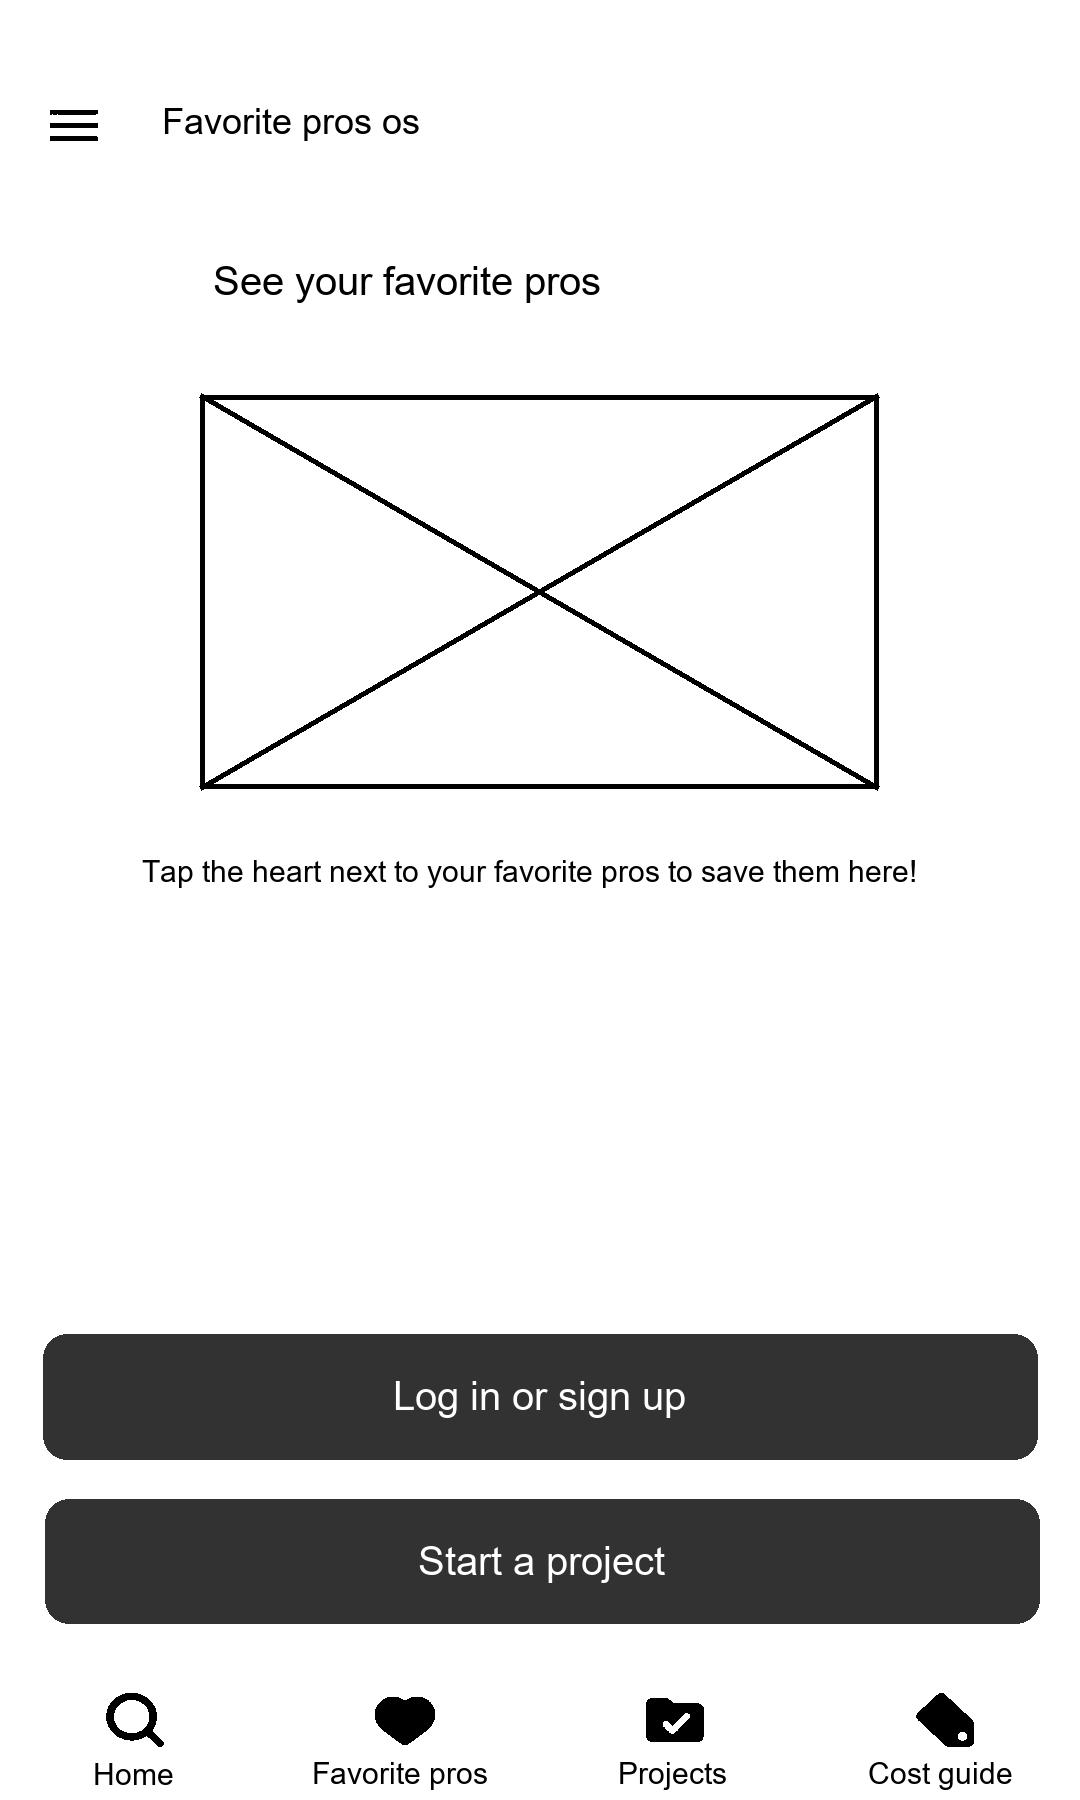 Favorite pros os
See your favorite pros
Tap the heart next to your favorite pros to save them here!
Log in or sign up
Start a project
Home Favorite pros Projects Cost guide